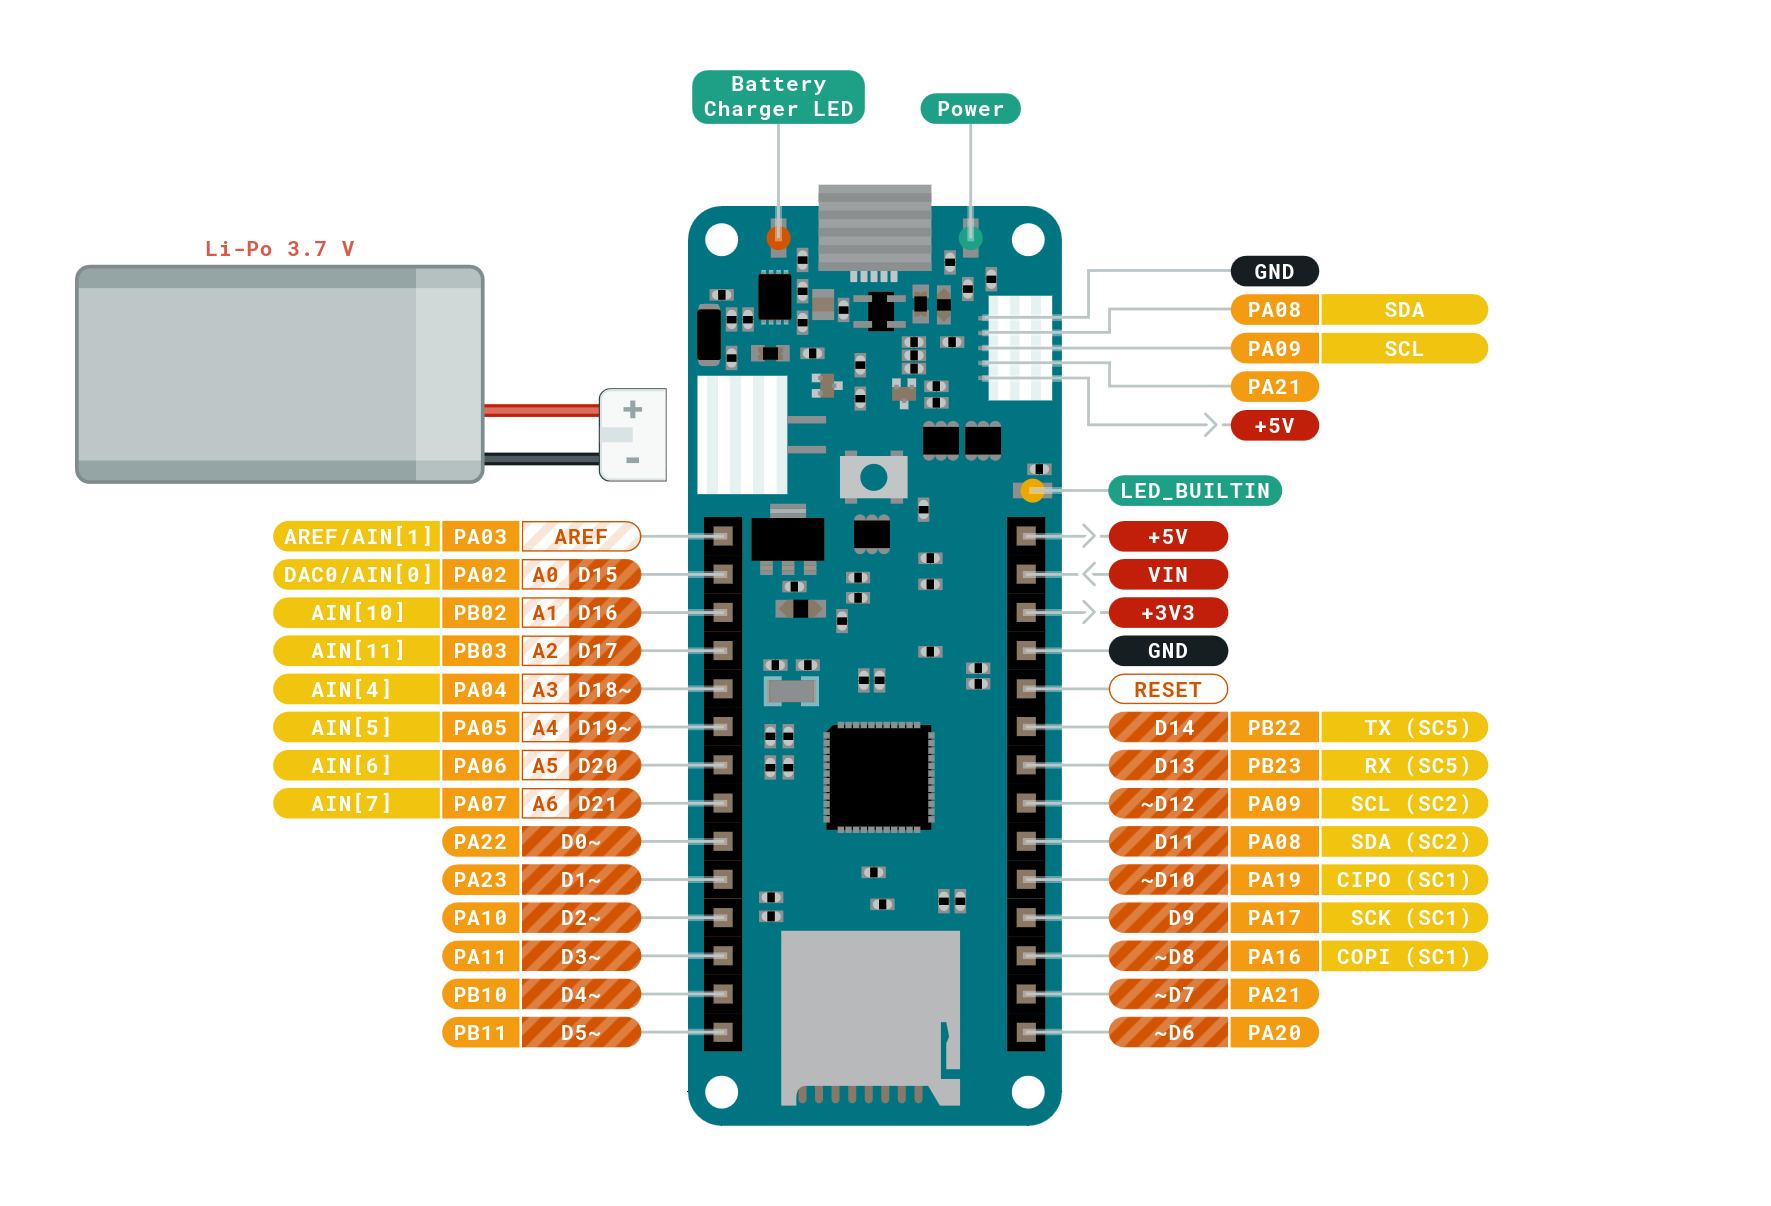 Battery
Charger LED
Power
Li-Po 3.7 V
+
-
GND
PA08 SDA
PA09 SCL
PA21
+5V
LED_BUILTIN
AREF/AIN[1] PA03 AREF
DAC0/AIN[0] PA02 A0 D15
AIN[10] PB02 A1 D16
AIN[11] PB03 A2 D17
AIN[4] PA04 A3 D18~
AIN[5] PA05 A4 D19~
AIN[6] PA06 A5 D20
AIN[7] PA07 A6 D21
PA22 D0~
PA23 D1~
PA10 D2~
PA11 D3~
PB10 D4~
PB11 D5~
+5V
VIN
+3V3
GND
RESET
D14 PB22 TX (SC5)
D13 PB23 RX (SC5)
~D12 PA09 SCL (SC2)
D11 PA08 SDA (SC2)
~D10 PA19 CIPO (SC1)
D9 PA17 SCK (SC1)
~D8 PA16 COPI (SC1)
~D7 PA21
~D6 PA20